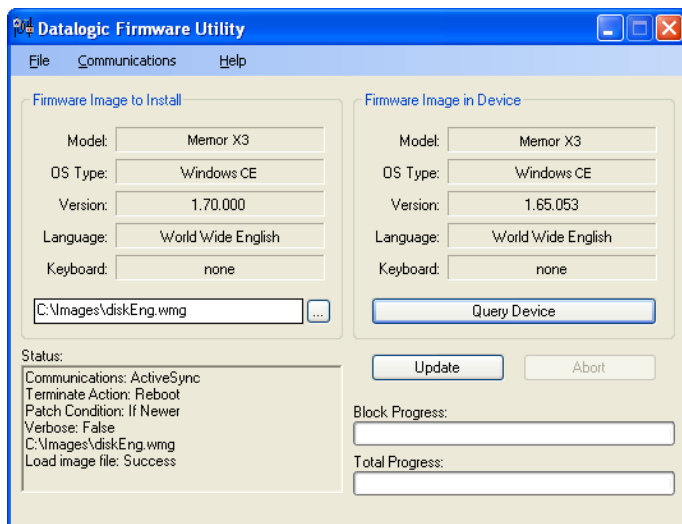 Datalogic Firmware Utility
File Communications Help
Firmware Image to Install
Model: Memor X3
OS Type: Windows CE
Version: 1.70.000
Language: World Wide English
Keyboard: none
C:\Images\diskEng.wmg ...
Firmware Image in Device
Model: Memor X3
OS Type: Windows CE
Version: 1.65.053
Language: World Wide English
Keyboard: none
Query Device
Status:
Communications: ActiveSync
Terminate Action: Reboot
Patch Condition: If Newer
Verbose: False
C:\Images\diskEng.wmg
Load image file: Success
Update Abort
Block Progress:
Total Progress: